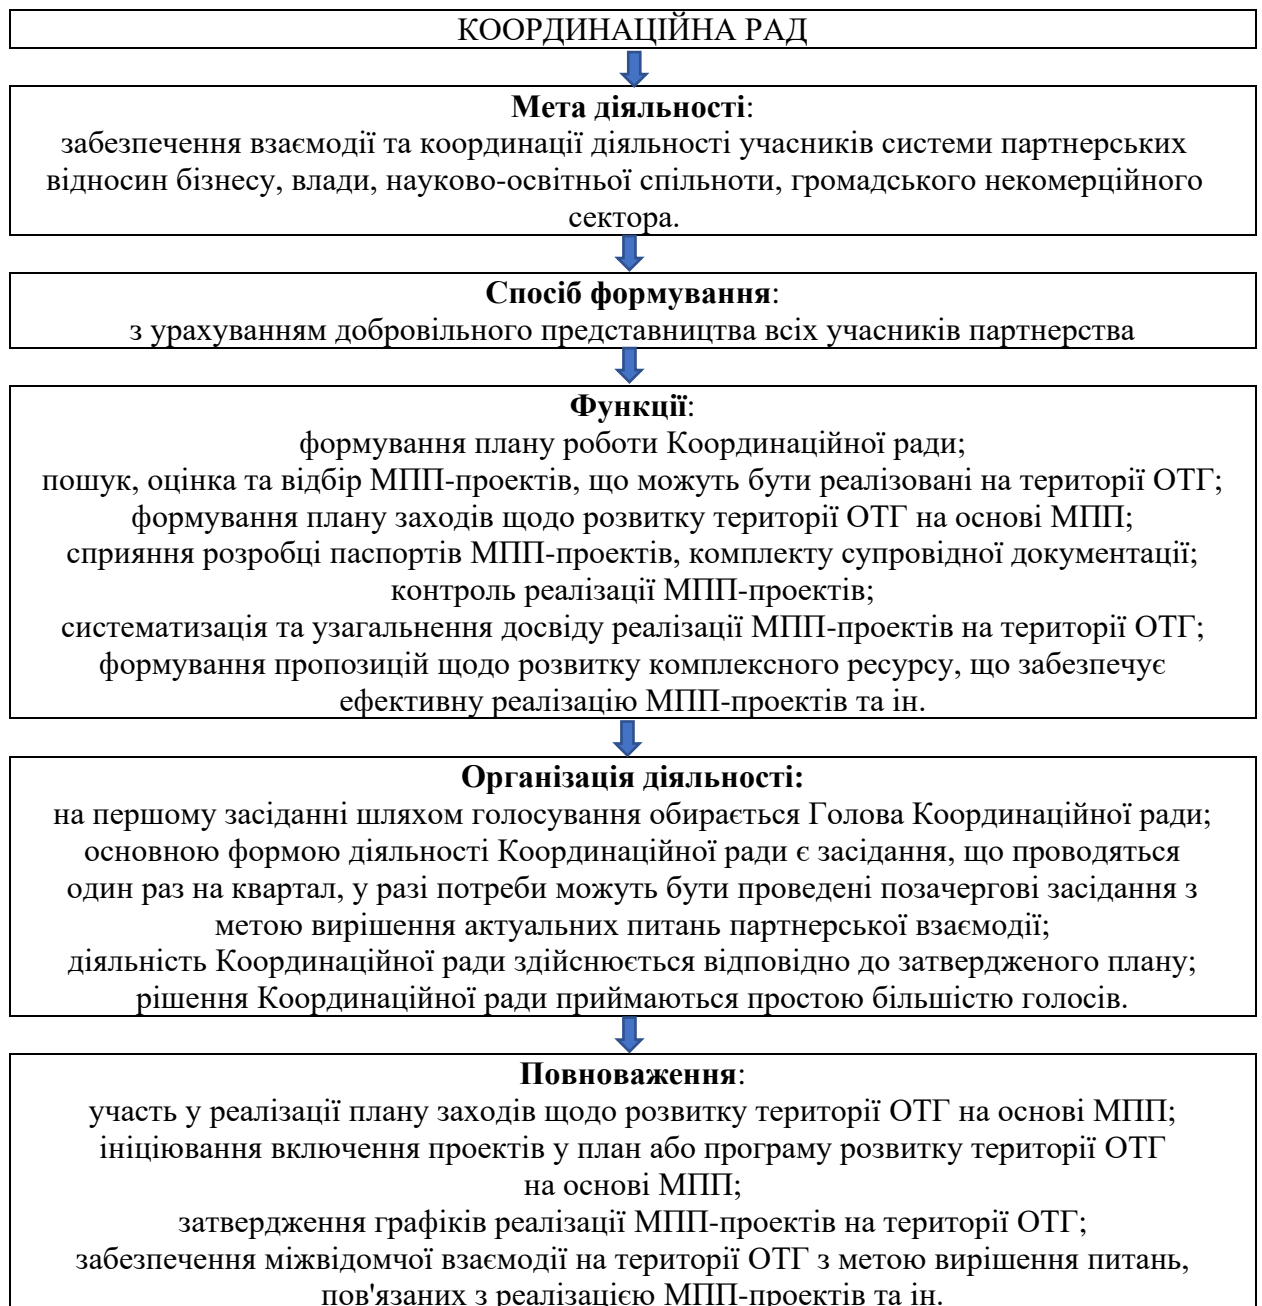 КООРДИНАЦІЙНА РАД
Мета діяльності:
забезпечення взаємодії та координації діяльності учасників системи партнерських
відносин бізнесу, влади, науково-освітньої спільноти, громадського некомерційного
сектора.
Спосіб формування:
з урахуванням добровільного представництва всіх учасників партнерства
Функції:
формування плану роботи Координаційної ради;
пошук, оцінка та відбір МПП-проектів, що можуть бути реалізовані на території ОТГ;
формування плану заходів щодо розвитку території ОТГ на основі МПП;
сприяння розробці паспортів МПП-проектів, комплекту супровідної документації;
контроль реалізації МПП-проектів;
систематизація та узагальнення досвіду реалізації МПП-проектів на території ОТГ;
формування пропозицій щодо розвитку комплексного ресурсу, що забезпечує
ефективну реалізацію МПП-проектів та ін.
Організація діяльності:
на першому засіданні шляхом голосування обирається Голова Координаційної ради;
основною формою діяльності Координаційної ради є засідання, що проводяться
один раз на квартал, у разі потреби можуть бути проведені позачергові засідання з
метою вирішення актуальних питань партнерської взаємодії;
діяльність Координаційної ради здійснюється відповідно до затвердженого плану;
рішення Координаційної ради приймаються простою більшістю голосів.
Повноваження:
участь у реалізації плану заходів щодо розвитку території ОТГ на основі МПП;
ініціювання включення проектів у план або програму розвитку території ОТГ
на основі МПП;
затвердження графіків реалізації МПП-проектів на території ОТГ;
забезпечення міжвідомчої взаємодії на території ОТГ з метою вирішення питань,
пов'язаних з реалізацією МПП-проектів та ін.